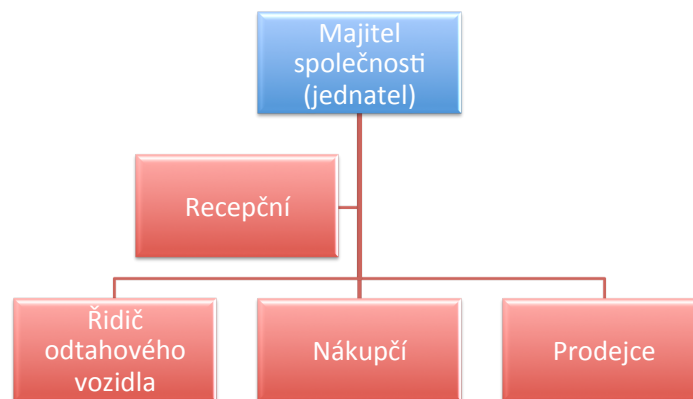 Majitel
společnosti
(jednatel)
Recepční
Řidič
odtahového
vozidla
Nákupčí
Prodejce